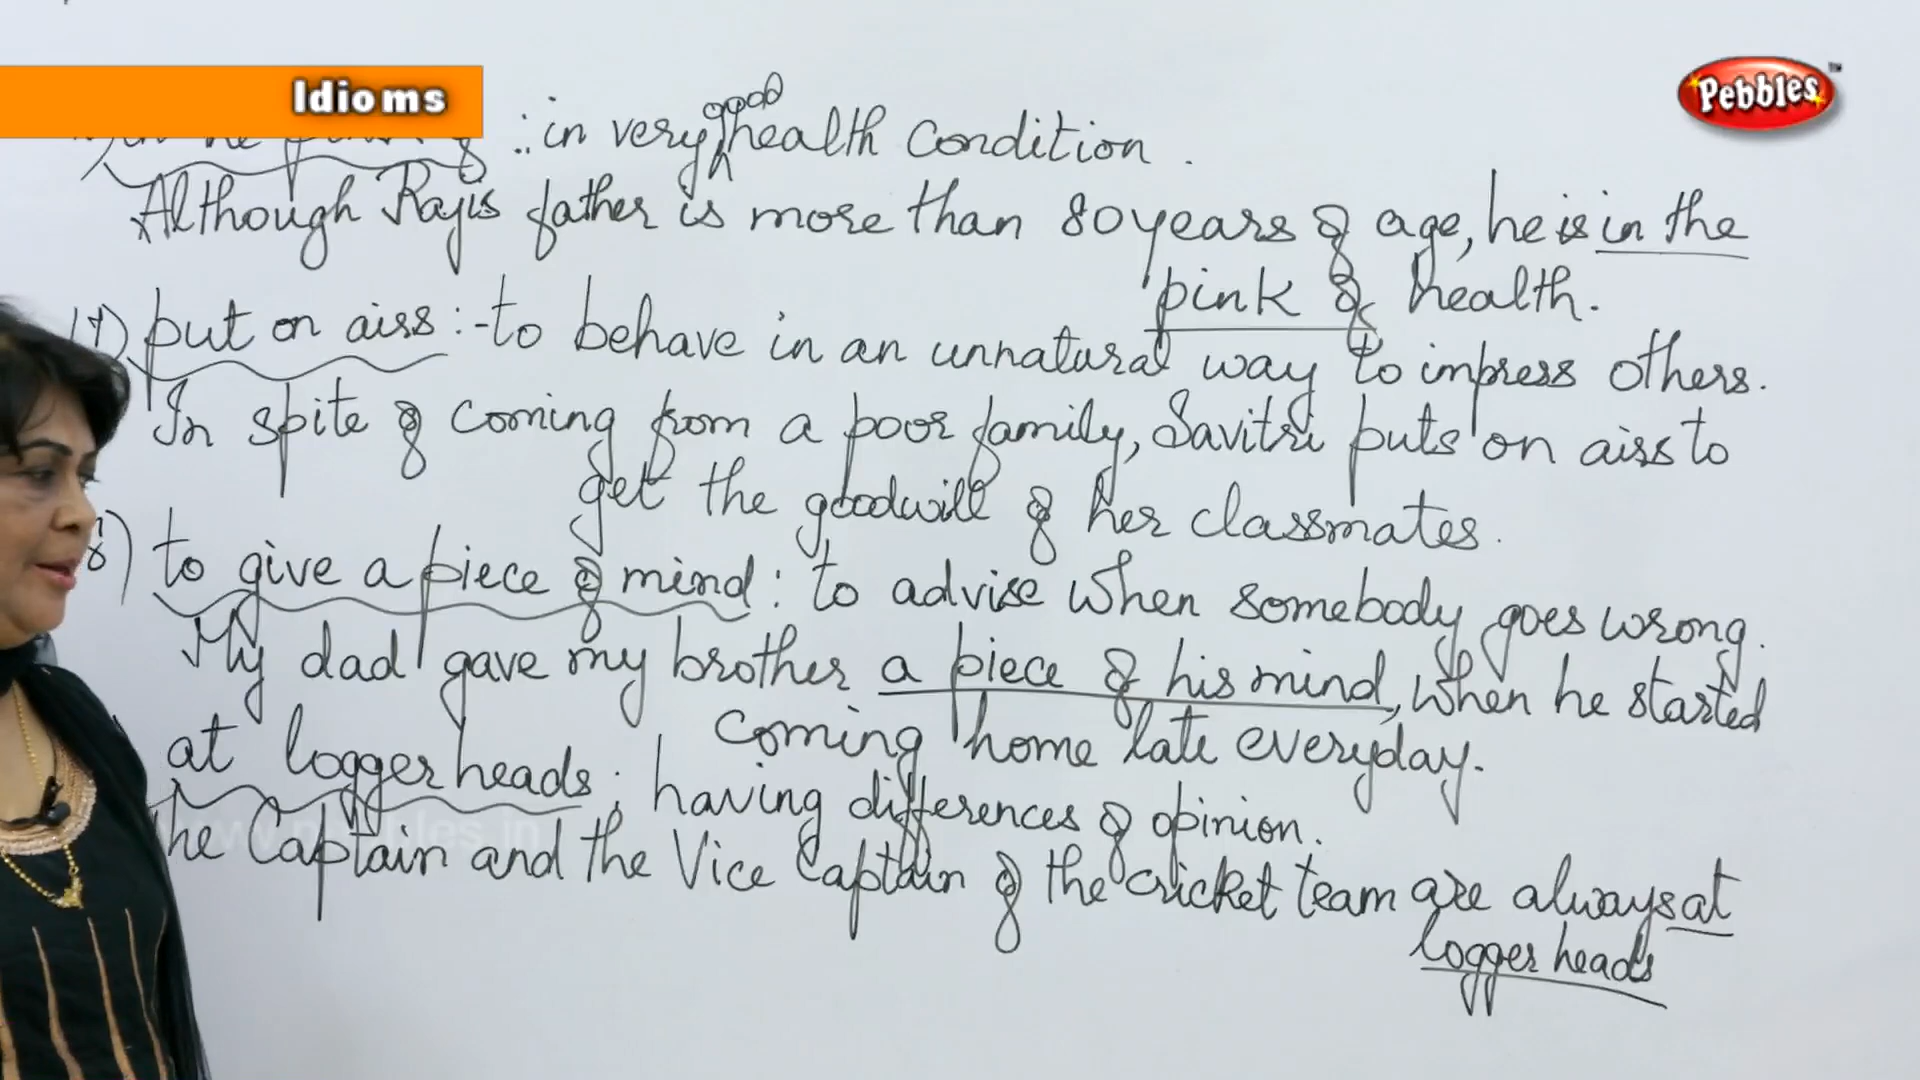 Idioms
Pebbles
:. in very good health condition.
Although Raji's father is more than 80 years of age, he is in the
pink of health.
17) put on airs :- to behave in an unnatural way to impress others.
In spite of coming from a poor family, Savitri puts on airs to
get the goodwill of her classmates.
18) to give a piece of mind : to advise when somebody goes wrong.
My dad gave my brother a piece of his mind, when he started
coming home late everyday.
at loggerheads : having differences of opinion.
he Captain and the Vice Captain of the cricket team are always at
logger heads